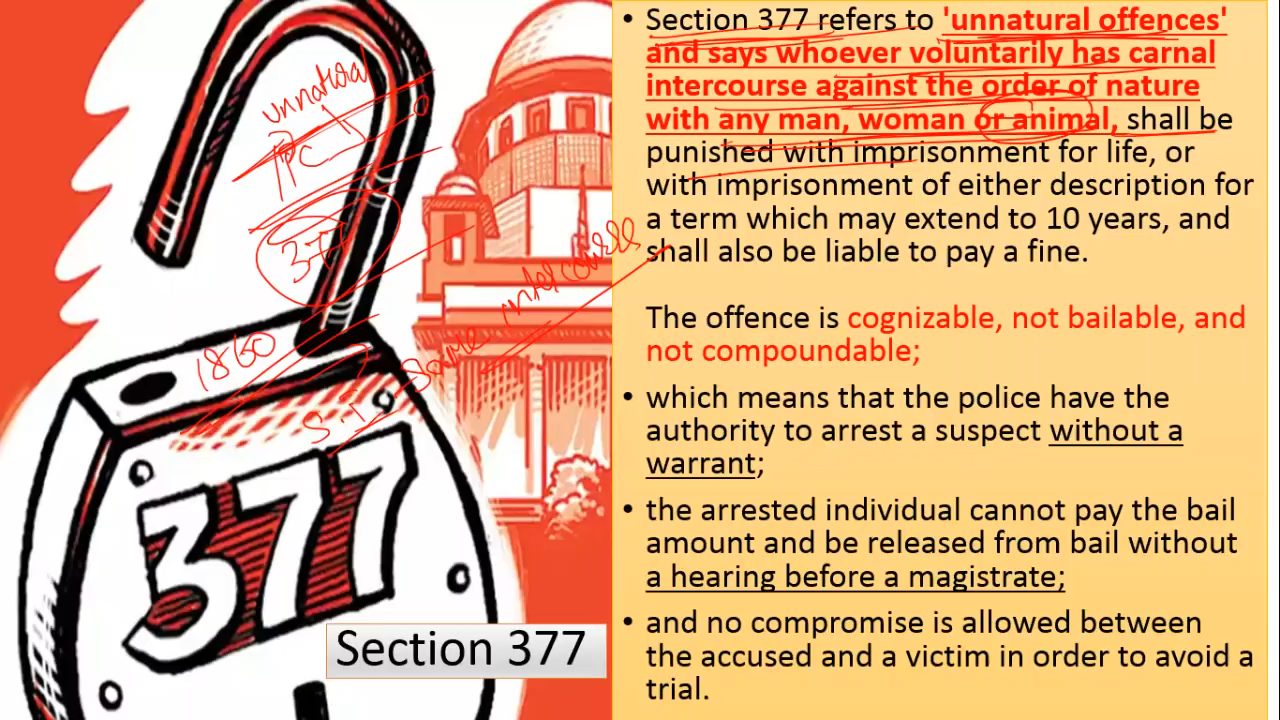 unnatural
IPC
377
1860
S.I
Same intercourse
377
Section 377
• Section 377 refers to 'unnatural offences'
and says whoever voluntarily has carnal
intercourse against the order of nature
with any man, woman or animal, shall be
punished with imprisonment for life, or
with imprisonment of either description for
a term which may extend to 10 years, and
shall also be liable to pay a fine.
The offence is cognizable, not bailable, and
not compoundable;
• which means that the police have the
authority to arrest a suspect without a
warrant;
• the arrested individual cannot pay the bail
amount and be released from bail without
a hearing before a magistrate;
• and no compromise is allowed between
the accused and a victim in order to avoid a
trial.